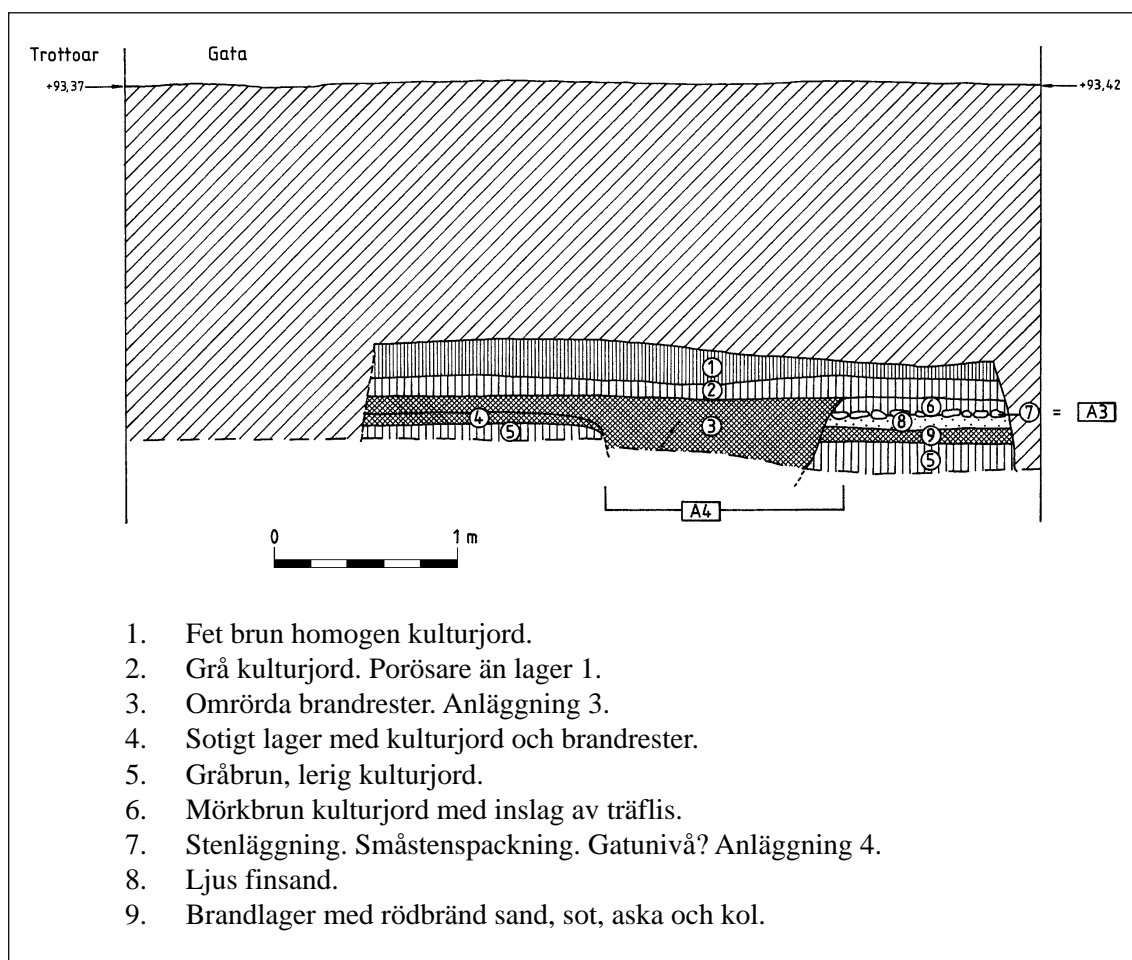 Trottoar Gata
+93,37 +93,42
1
2
6
4 3 8 7 = A3
9
5 5
A4
0 1 m
1. Fet brun homogen kulturjord.
2. Grå kulturjord. Porösare än lager 1.
3. Omrörda brandrester. Anläggning 3.
4. Sotigt lager med kulturjord och brandrester.
5. Gråbrun, lerig kulturjord.
6. Mörkbrun kulturjord med inslag av träflis.
7. Stenläggning. Småstenspackning. Gatunivå? Anläggning 4.
8. Ljus finsand.
9. Brandlager med rödbränd sand, sot, aska och kol.